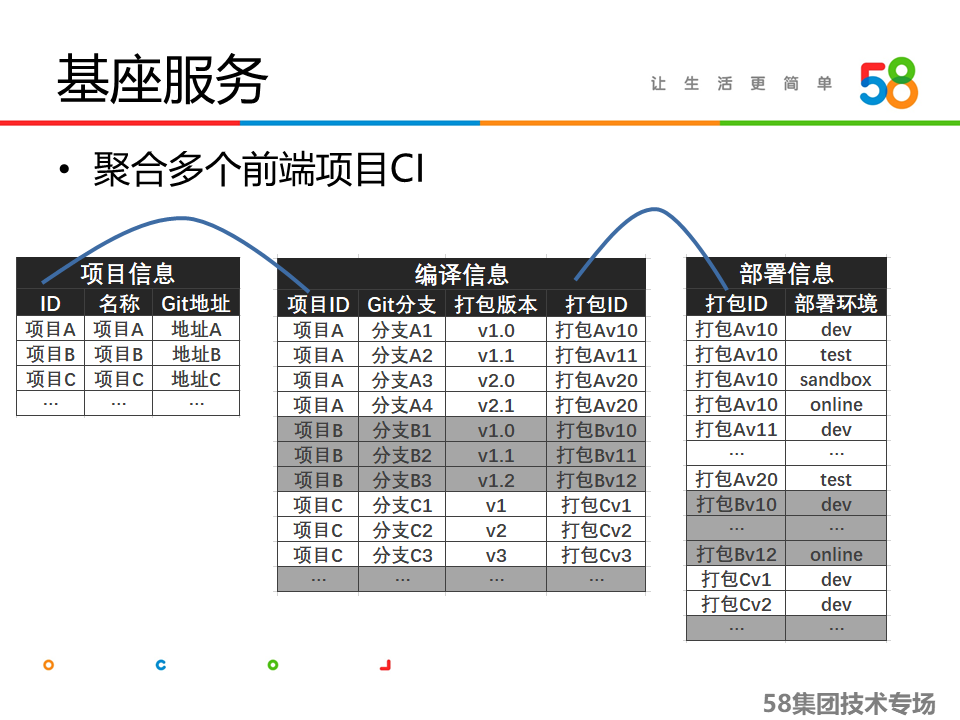 基座服务
让生活更简单
58
• 聚合多个前端项目CI
项目信息
ID 名称 Git地址
项目A 项目A 地址A
项目B 项目B 地址B
项目C 项目C 地址C
… … …
编译信息
项目ID Git分支 打包版本 打包ID
项目A 分支A1 v1.0 打包Av10
项目A 分支A2 v1.1 打包Av11
项目A 分支A3 v2.0 打包Av20
项目A 分支A4 v2.1 打包Av20
项目B 分支B1 v1.0 打包Bv10
项目B 分支B2 v1.1 打包Bv11
项目B 分支B3 v1.2 打包Bv12
项目C 分支C1 v1 打包Cv1
项目C 分支C2 v2 打包Cv2
项目C 分支C3 v3 打包Cv3
… … … …
部署信息
打包ID 部署环境
打包Av10 dev
打包Av10 test
打包Av10 sandbox
打包Av10 online
打包Av11 dev
… …
打包Av20 test
打包Bv10 dev
… …
打包Bv12 online
打包Cv1 dev
打包Cv2 dev
… …
58集团技术专场